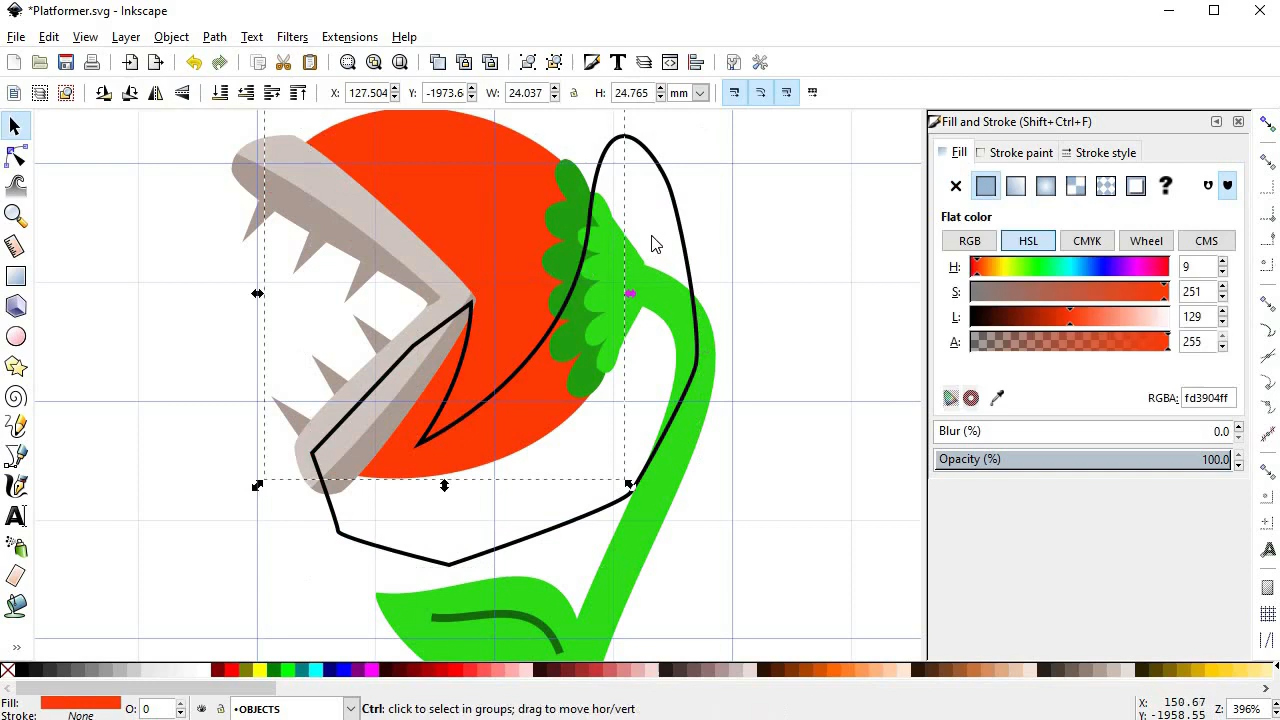 *Platformer.svg - Inkscape
File Edit View Layer Object Path Text Filters Extensions Help
X: 127.504 Y: -1973.6 W: 24.037 H: 24.765 mm
Fill and Stroke (Shift+Ctrl+F)
Fill Stroke paint Stroke style
?
Flat color
RGB HSL CMYK Wheel CMS
H: 9
S: 251
L: 129
A: 255
RGBA: fd3904ff
Blur (%) 0.0
Opacity (%) 100.0
Fill:
Stroke: None
O: 0
•OBJECTS
Ctrl: click to select in groups; drag to move hor/vert
X: 150.67
Y: -1958.55
Z: 396%